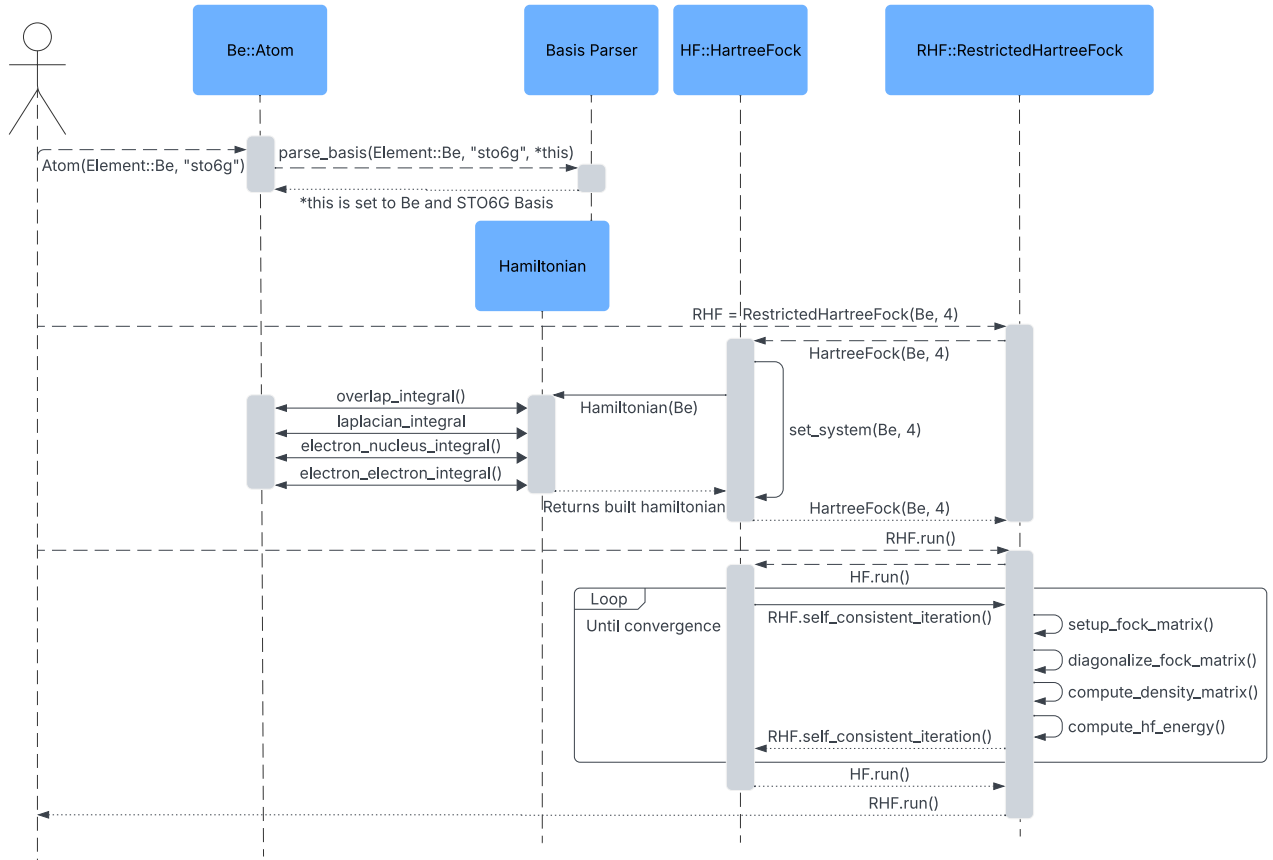 Be::Atom
Basis Parser
HF::HartreeFock
RHF::RestrictedHartreeFock
Atom(Element::Be, "sto6g")
parse_basis(Element::Be, "sto6g", *this)
*this is set to Be and STO6G Basis
Hamiltonian
RHF = RestrictedHartreeFock(Be, 4)
HartreeFock(Be, 4)
Hamiltonian(Be)
set_system(Be, 4)
overlap_integral()
laplacian_integral
electron_nucleus_integral()
electron_electron_integral()
Returns built hamiltonian
HartreeFock(Be, 4)
RHF.run()
HF.run()
Loop
Until convergence
RHF.self_consistent_iteration()
setup_fock_matrix()
diagonalize_fock_matrix()
compute_density_matrix()
compute_hf_energy()
RHF.self_consistent_iteration()
HF.run()
RHF.run()